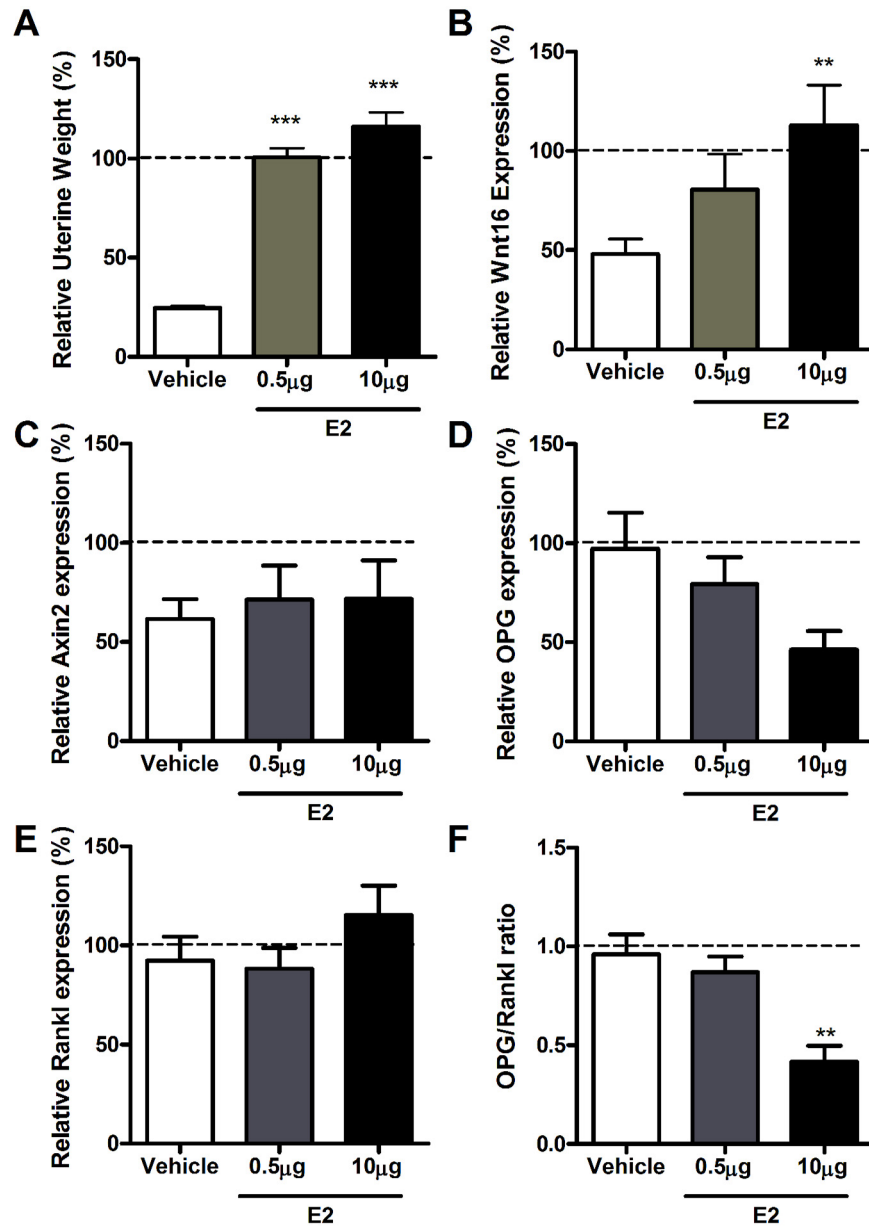 A
Relative Uterine Weight (%)
150
100
50
0
***
***
Vehicle 0.5μg 10μg
E2
B
Relative Wnt16 Expression (%)
150
100
50
0
**
Vehicle 0.5μg 10μg
E2
C
Relative Axin2 expression (%)
150
100
50
0
Vehicle 0.5μg 10μg
E2
D
Relative OPG expression (%)
150
100
50
0
Vehicle 0.5μg 10μg
E2
E
Relative Rankl expression (%)
150
100
50
0
Vehicle 0.5μg 10μg
E2
F
OPG/Rankl ratio
1.5
1.0
0.5
0.0
**
Vehicle 0.5μg 10μg
E2